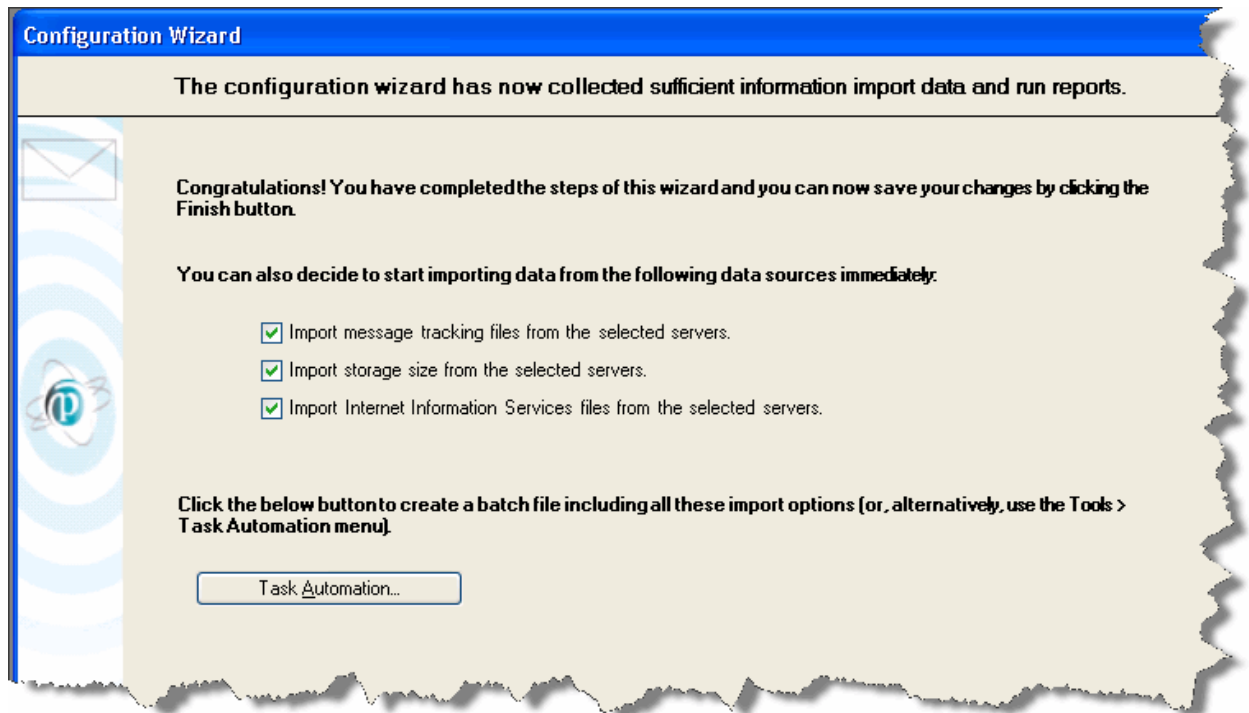 Configuration Wizard
The configuration wizard has now collected sufficient information import data and run reports.
Congratulations! You have completed the steps of this wizard and you can now save your changes by clicking the
Finish button.
You can also decide to start importing data from the following data sources immediately:
Import message tracking files from the selected servers.
Import storage size from the selected servers.
Import Internet Information Services files from the selected servers.
Click the below button to create a batch file including all these import options (or, alternatively, use the Tools >
Task Automation menu).
Task Automation...
p